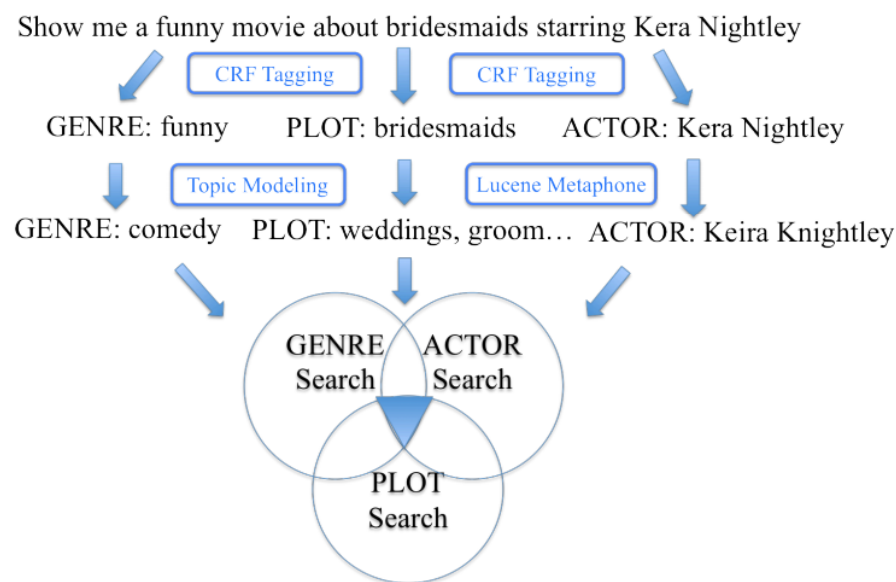 Show me a funny movie about bridesmaids starring Kera Nightley
CRF Tagging
CRF Tagging
GENRE: funny
PLOT: bridesmaids
ACTOR: Kera Nightley
Topic Modeling
Lucene Metaphone
GENRE: comedy
PLOT: weddings, groom…
ACTOR: Keira Knightley
GENRE
Search
ACTOR
Search
PLOT
Search